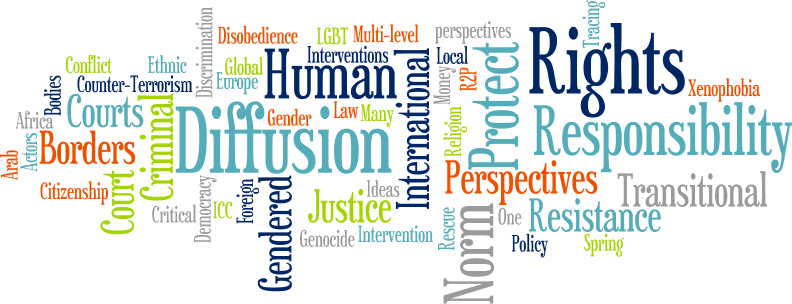 Conflict
Bodies
Counter-Terrorism
Ethnic
Discrimination
Disobedience
Global
Europe
LGBT
Multi-level
Interventions
Human
International
perspectives
Local
Money
R2P
Protect
Rights
Tracing
Xenophobia
Africa
Courts
Criminal
Diffusion
Gender
Law
Many
Religion
Responsibility
Arab
Actors
Borders
Citizenship
Court
Critical
Democracy
ICC
Foreign
Gendered
Justice
Ideas
Genocide
Intervention
Perspectives
Transitional
Norm
Rescue
One
Resistance
Policy
Spring